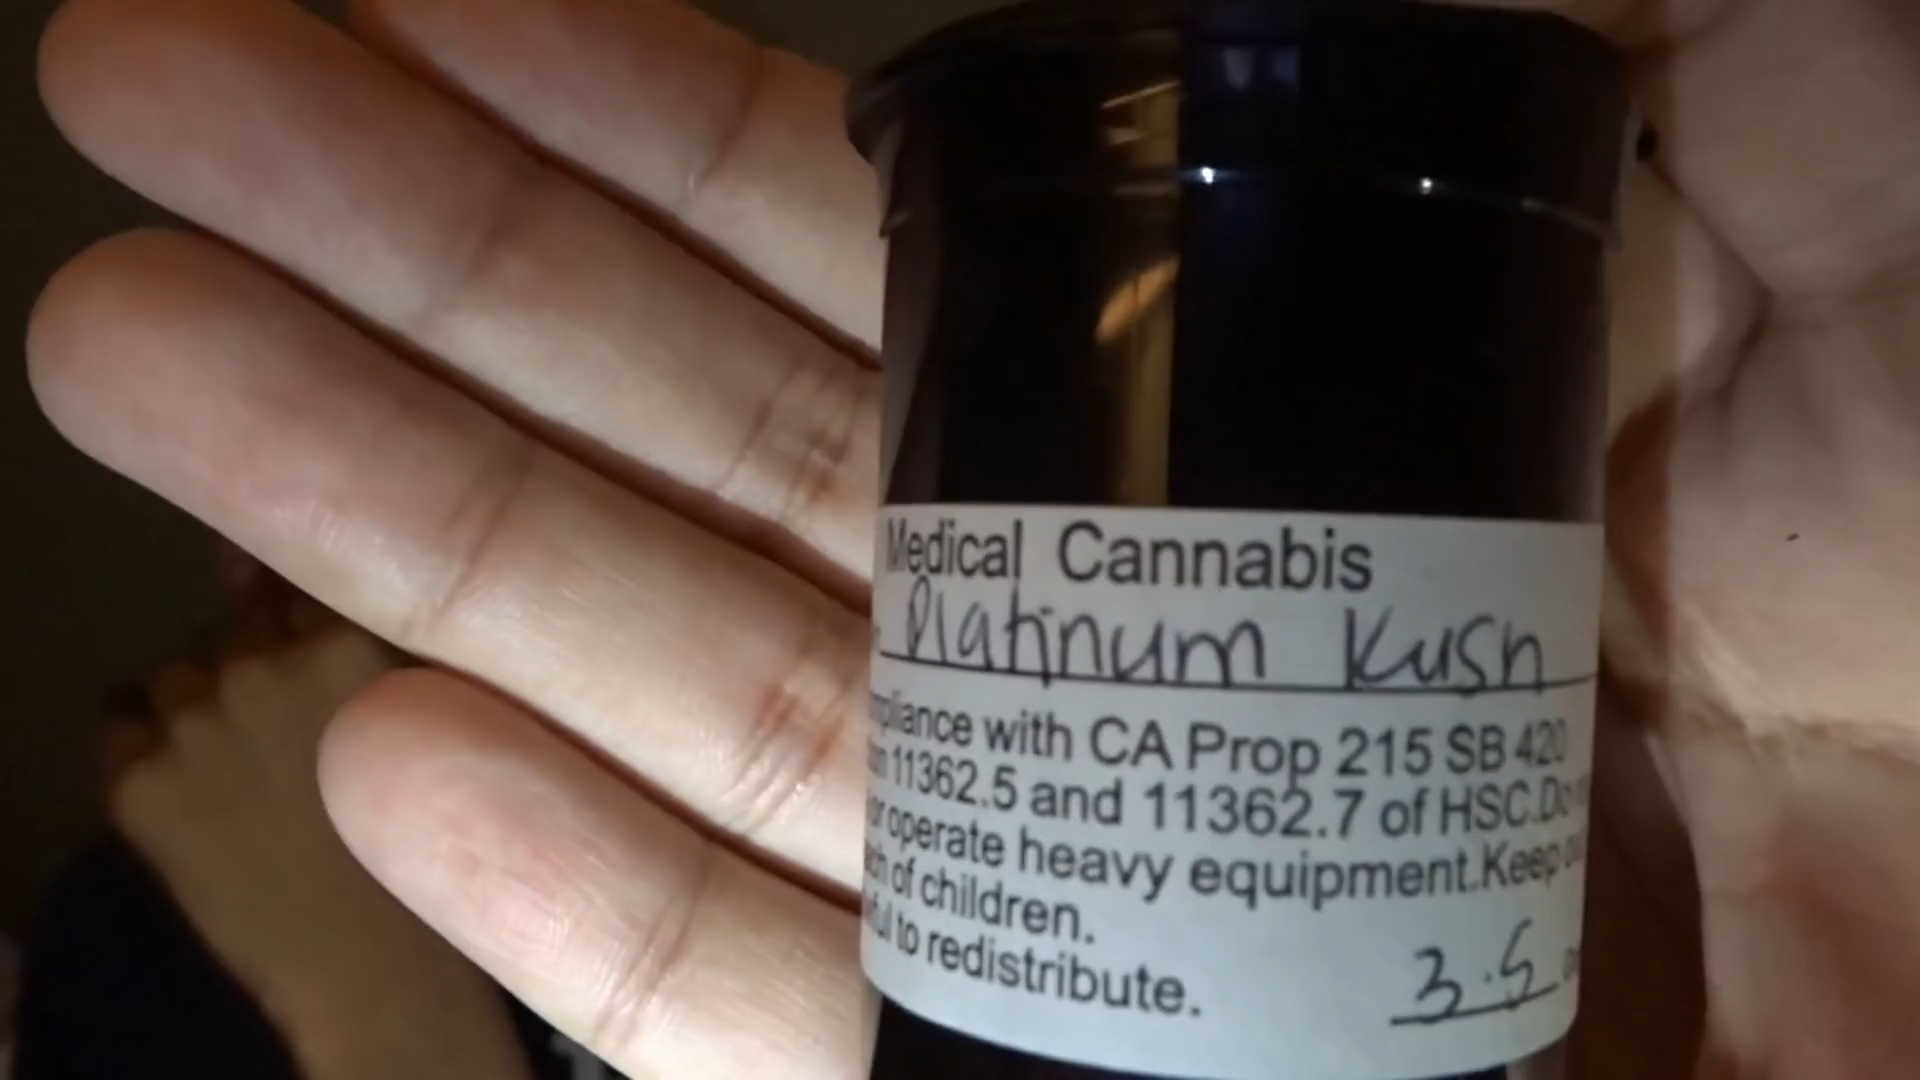 Medical Cannabis
Platinum Kush
with CA Prop 215 SB 420
11362.5 and 11362.7 of HSC.Do
or operate heavy equipment.Keep
of children.
to redistribute.
3.5